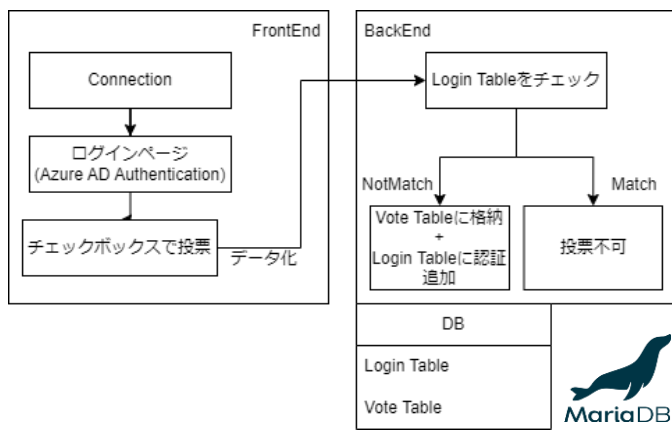 FrontEnd
Connection
ログインページ
(Azure AD Authentication)
チェックボックスで投票
データ化
BackEnd
Login Tableをチェック
NotMatch
Match
Vote Tableに格納
+
Login Tableに認証
追加
投票不可
DB
Login Table
Vote Table
MariaDB